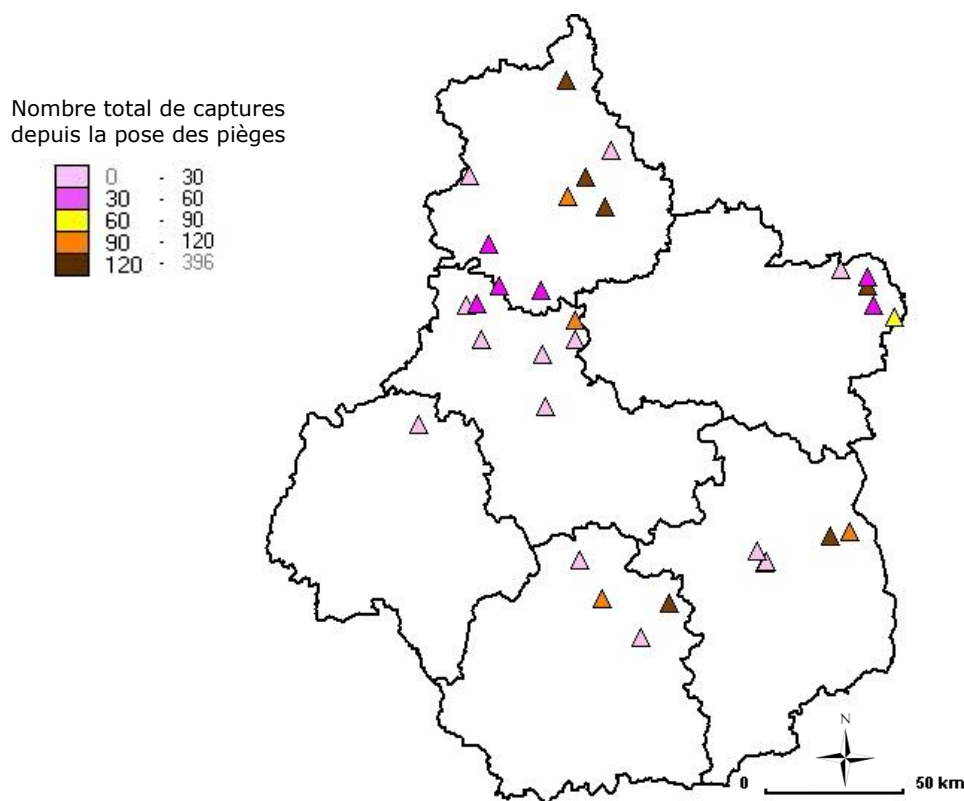 Nombre total de captures
depuis la pose des pièges
0 - 30
30 - 60
60 - 90
90 - 120
120 - 396
N
0 50 km